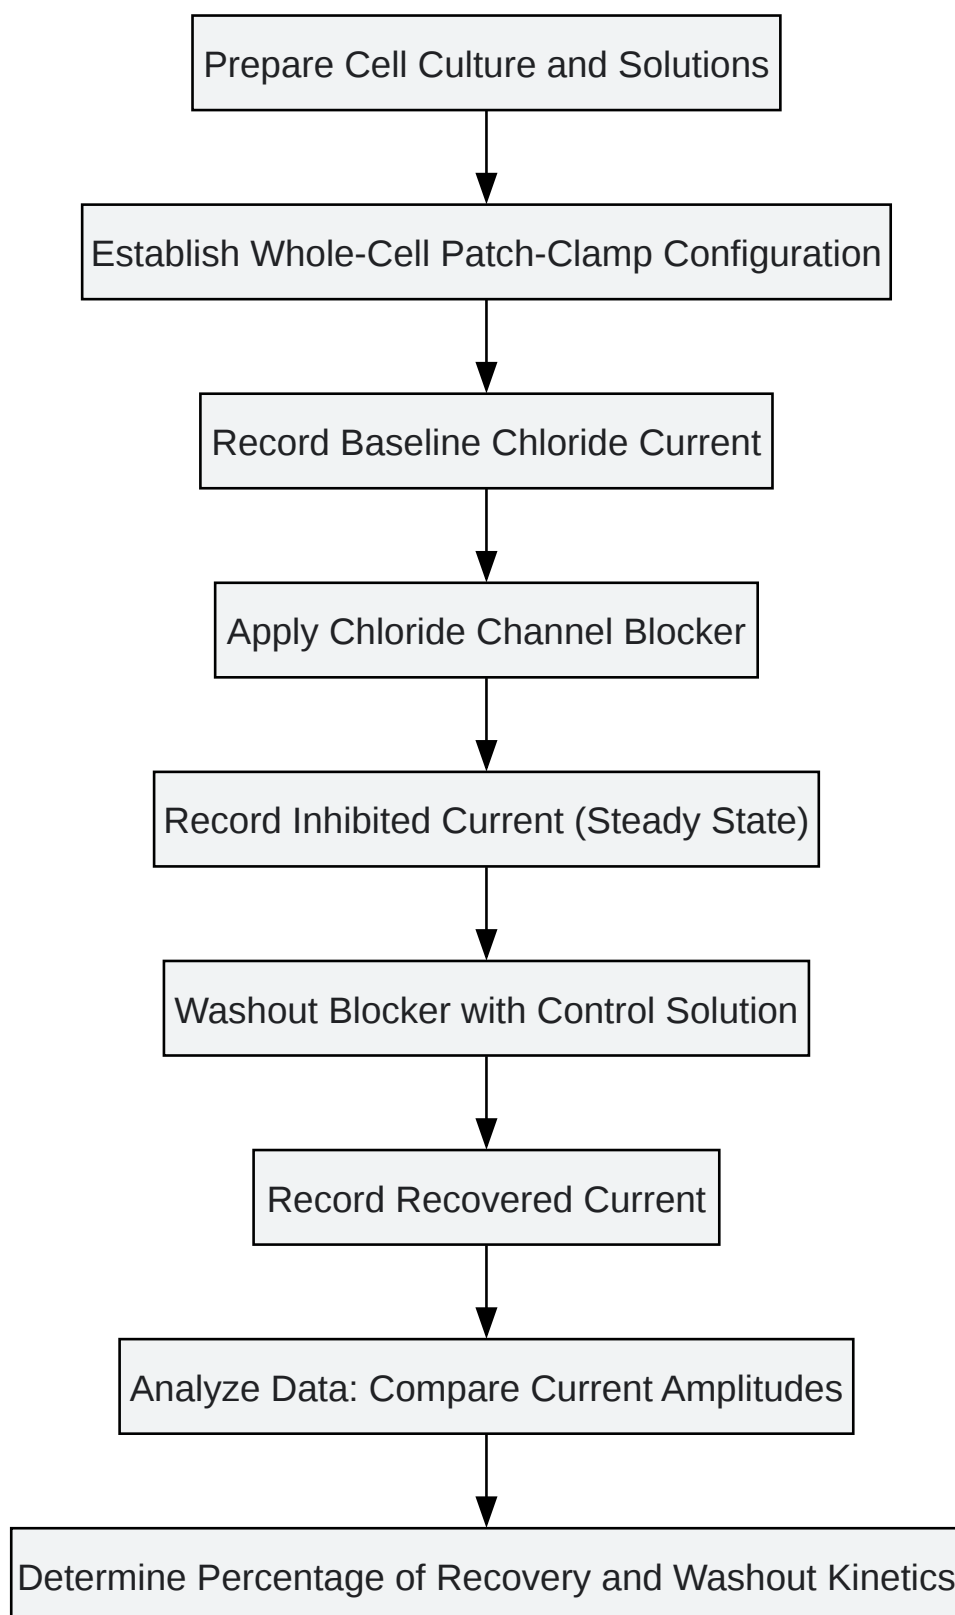 Prepare Cell Culture and Solutions
Establish Whole-Cell Patch-Clamp Configuration
Record Baseline Chloride Current
Apply Chloride Channel Blocker
Record Inhibited Current (Steady State)
Washout Blocker with Control Solution
Record Recovered Current
Analyze Data: Compare Current Amplitudes
Determine Percentage of Recovery and Washout Kinetics